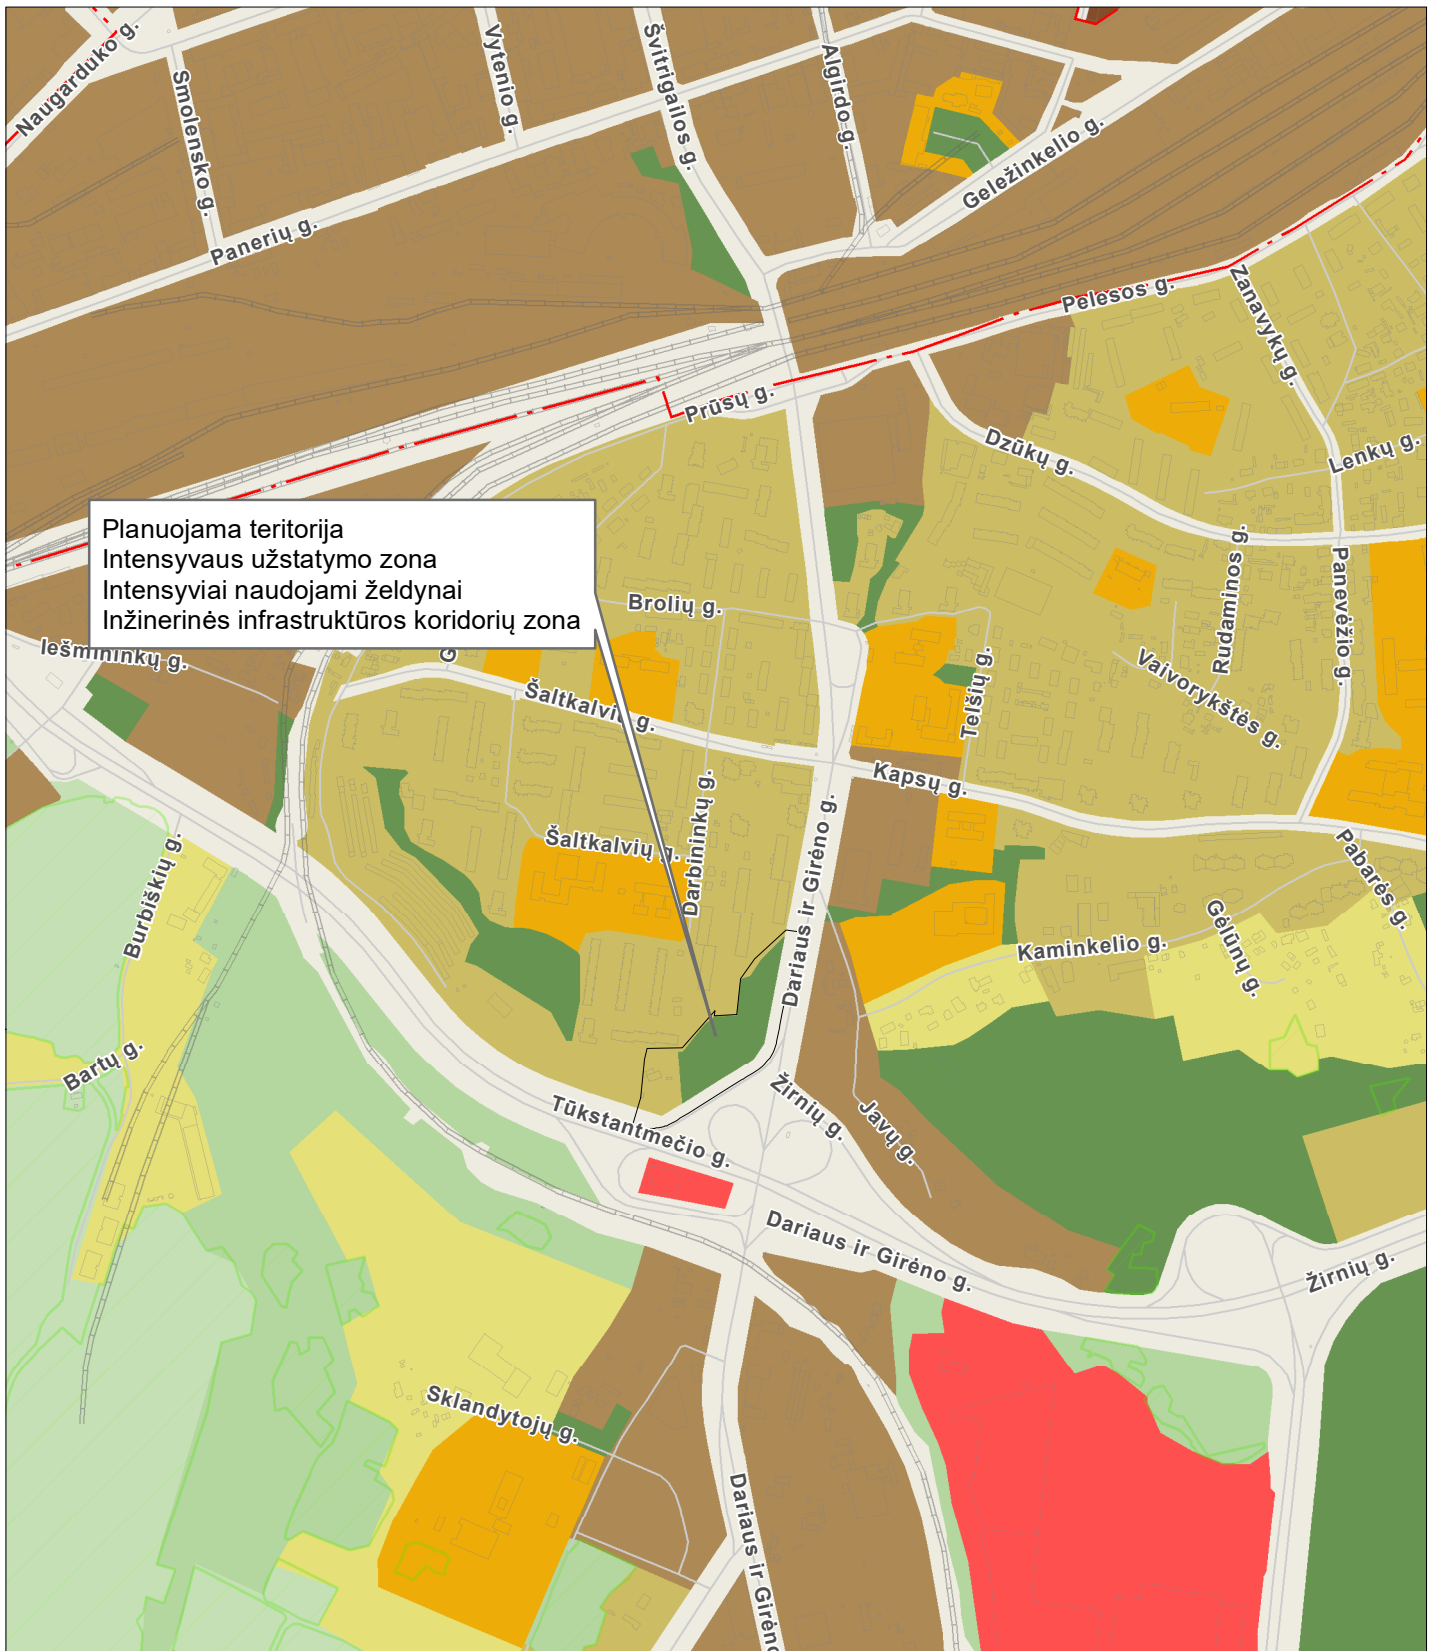 Naugarduko g.
Smolensko g.
Vytenio g.
Švitrigailos g.
Algirdo g.
Geležinkelio g.
Panerių g.
Pelesos g.
Zanavykų g.
Prūsų g.
Dzūkų g.
Lenkų g.
Planuojama teritorija
Intensyvaus užstatymo zona
Intensyviai naudojami želdynai
Inžinerinės infrastruktūros koridorių zona
Brolių g.
Rudaminos g.
Panevėžio g.
Iešmininkų g.
G
Šaltkalvių g.
Telšių g.
Vaivorykštės g.
Kapsų g.
Darbininkų g.
Dariaus ir Girėno g.
Šaltkalvių g.
Burbiškių g.
Pabarės g.
Gėlūnų g.
Kaminkelio g.
Bartų g.
Tūkstantmečio g.
Žirnių g.
Javų g.
Dariaus ir Girėno g.
Žirnių g.
Sklandytojų g.
Dariaus ir Girėno